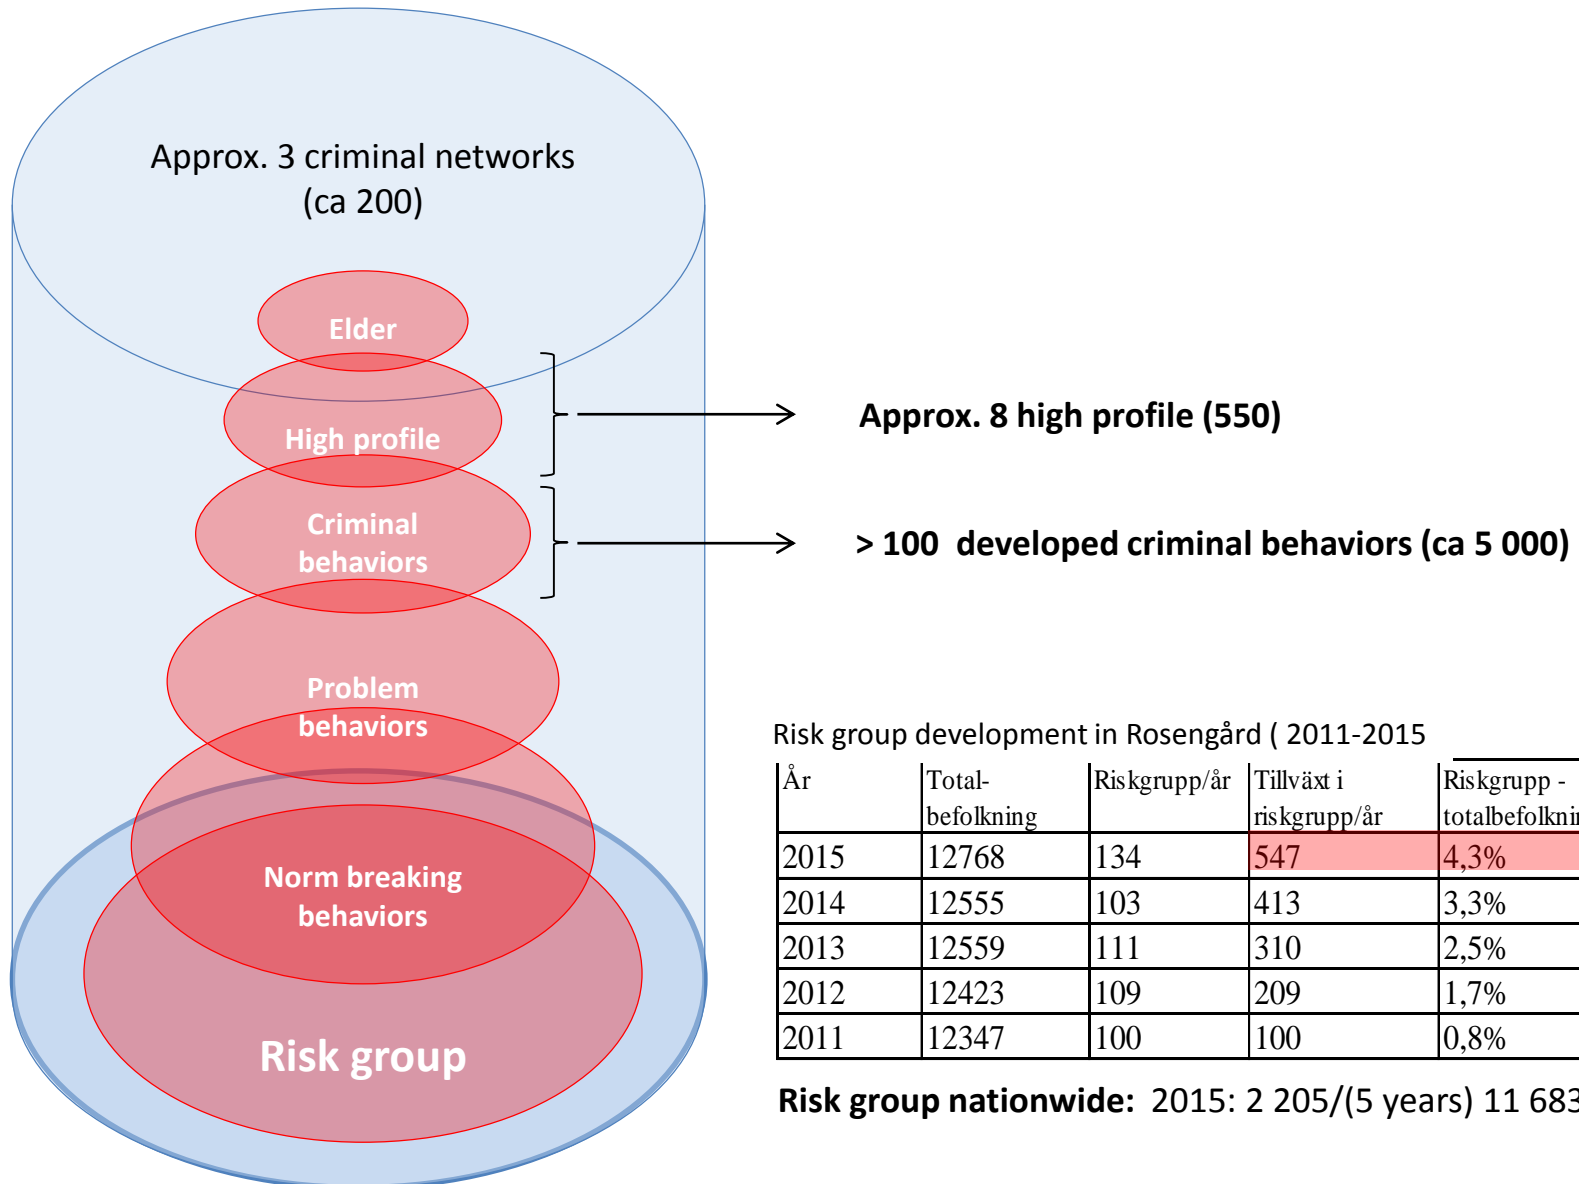 Approx. 3 criminal networks
(ca 200)
Elder
High profile
Criminal
behaviors
Problem
behaviors
Norm breaking
behaviors
Risk group
Approx. 8 high profile (550)
> 100 developed criminal behaviors (ca 5 000)
Risk group development in Rosengård ( 2011-2015
År Total-befolkning Riskgrupp/år Tillväxt i riskgrupp/år Riskgrupp -
2015 12768 134 547 4,3%
2014 12555 103 413 3,3%
2013 12559 111 310 2,5%
2012 12423 109 209 1,7%
2011 12347 100 100 0,8%
Risk group nationwide: 2015: 2 205/(5 years) 11 683